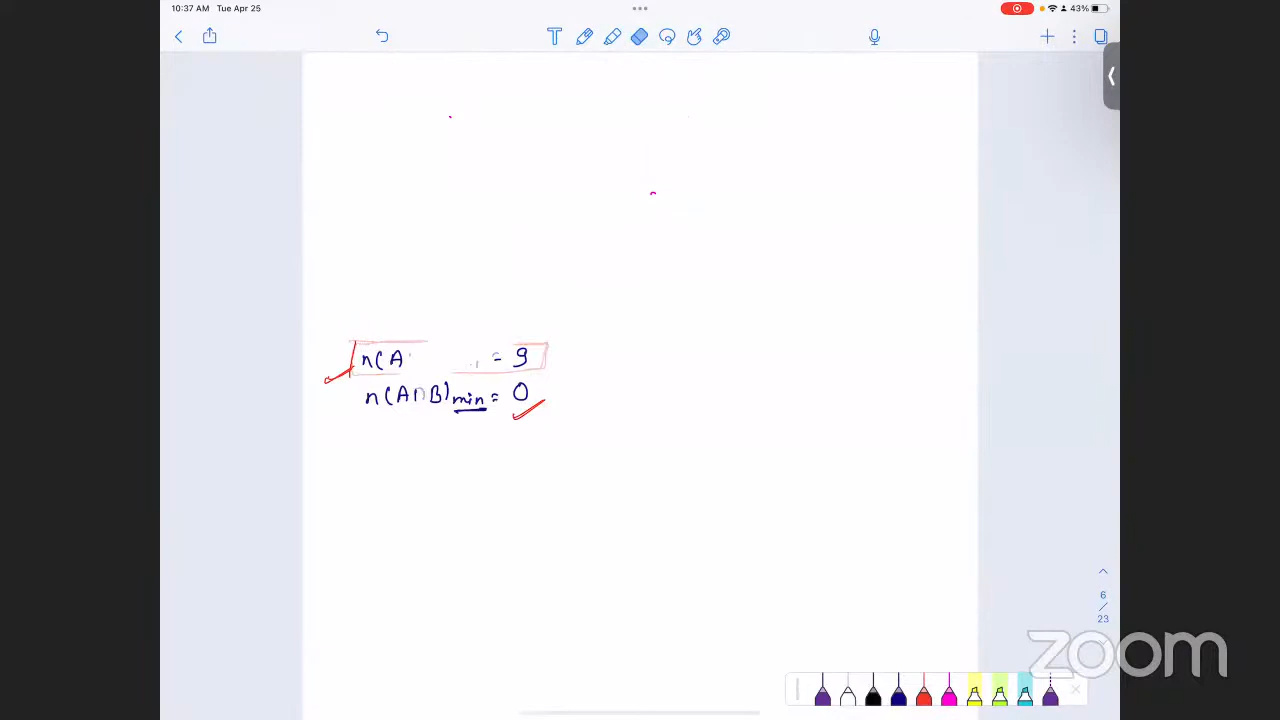 10:37 AM Tue Apr 25
43%
n(A = 9
n(A∩B)min = 0
6
/
23
zoom